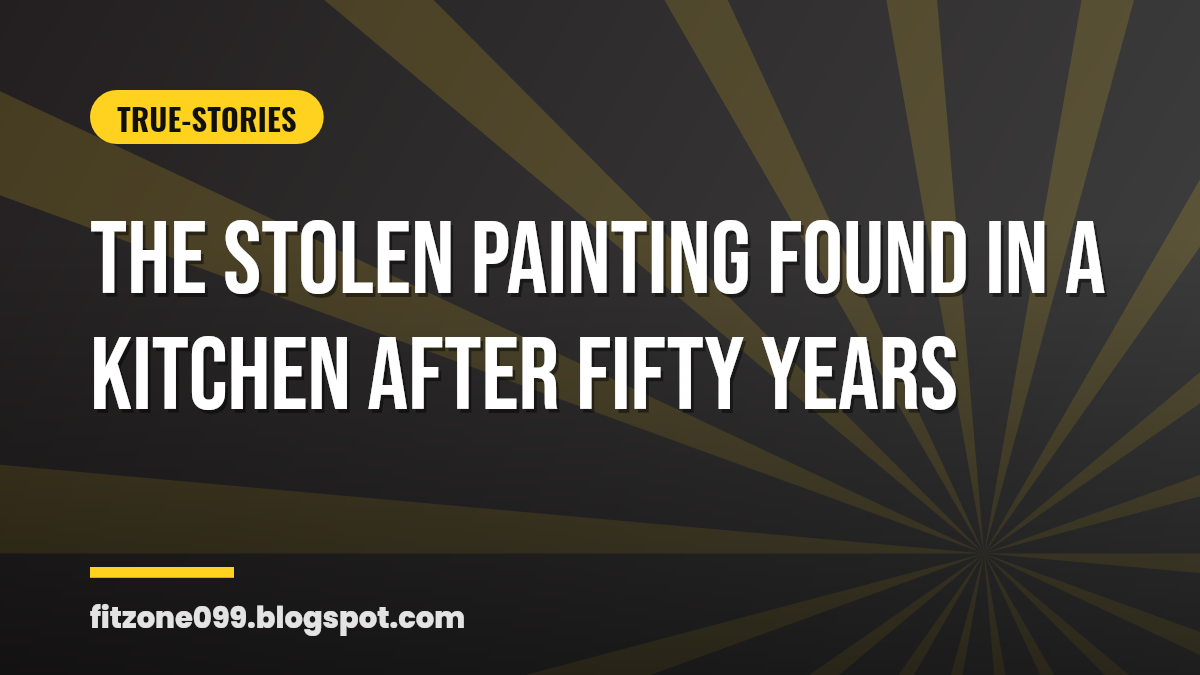 TRUE-STORIES
THE STOLEN PAINTING FOUND IN A
KITCHEN AFTER FIFTY YEARS
fitzone099.blogspot.com